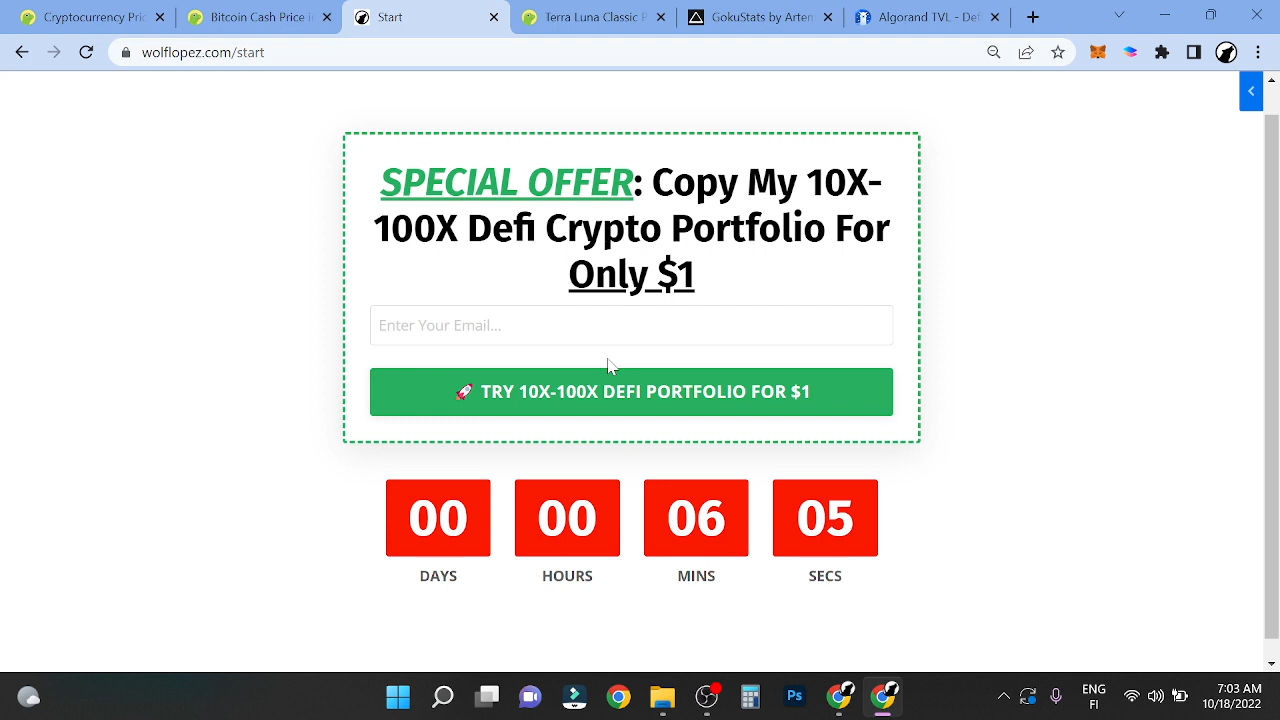 Cryptocurrency Pric
Bitcoin Cash Price i
Start
Terra Luna Classic P
GokuStats by Atem
Algorand TVL - Def
wolflopez.com/start
SPECIAL OFFER: Copy My 10X-
100X Defi Crypto Portfolio For
Only $1
Enter Your Email...
🚀 TRY 10X-100X DEFI PORTFOLIO FOR $1
00 00 06 05
DAYS HOURS MINS SECS
Ps
ENG
FI
7:03 AM
10/18/2022